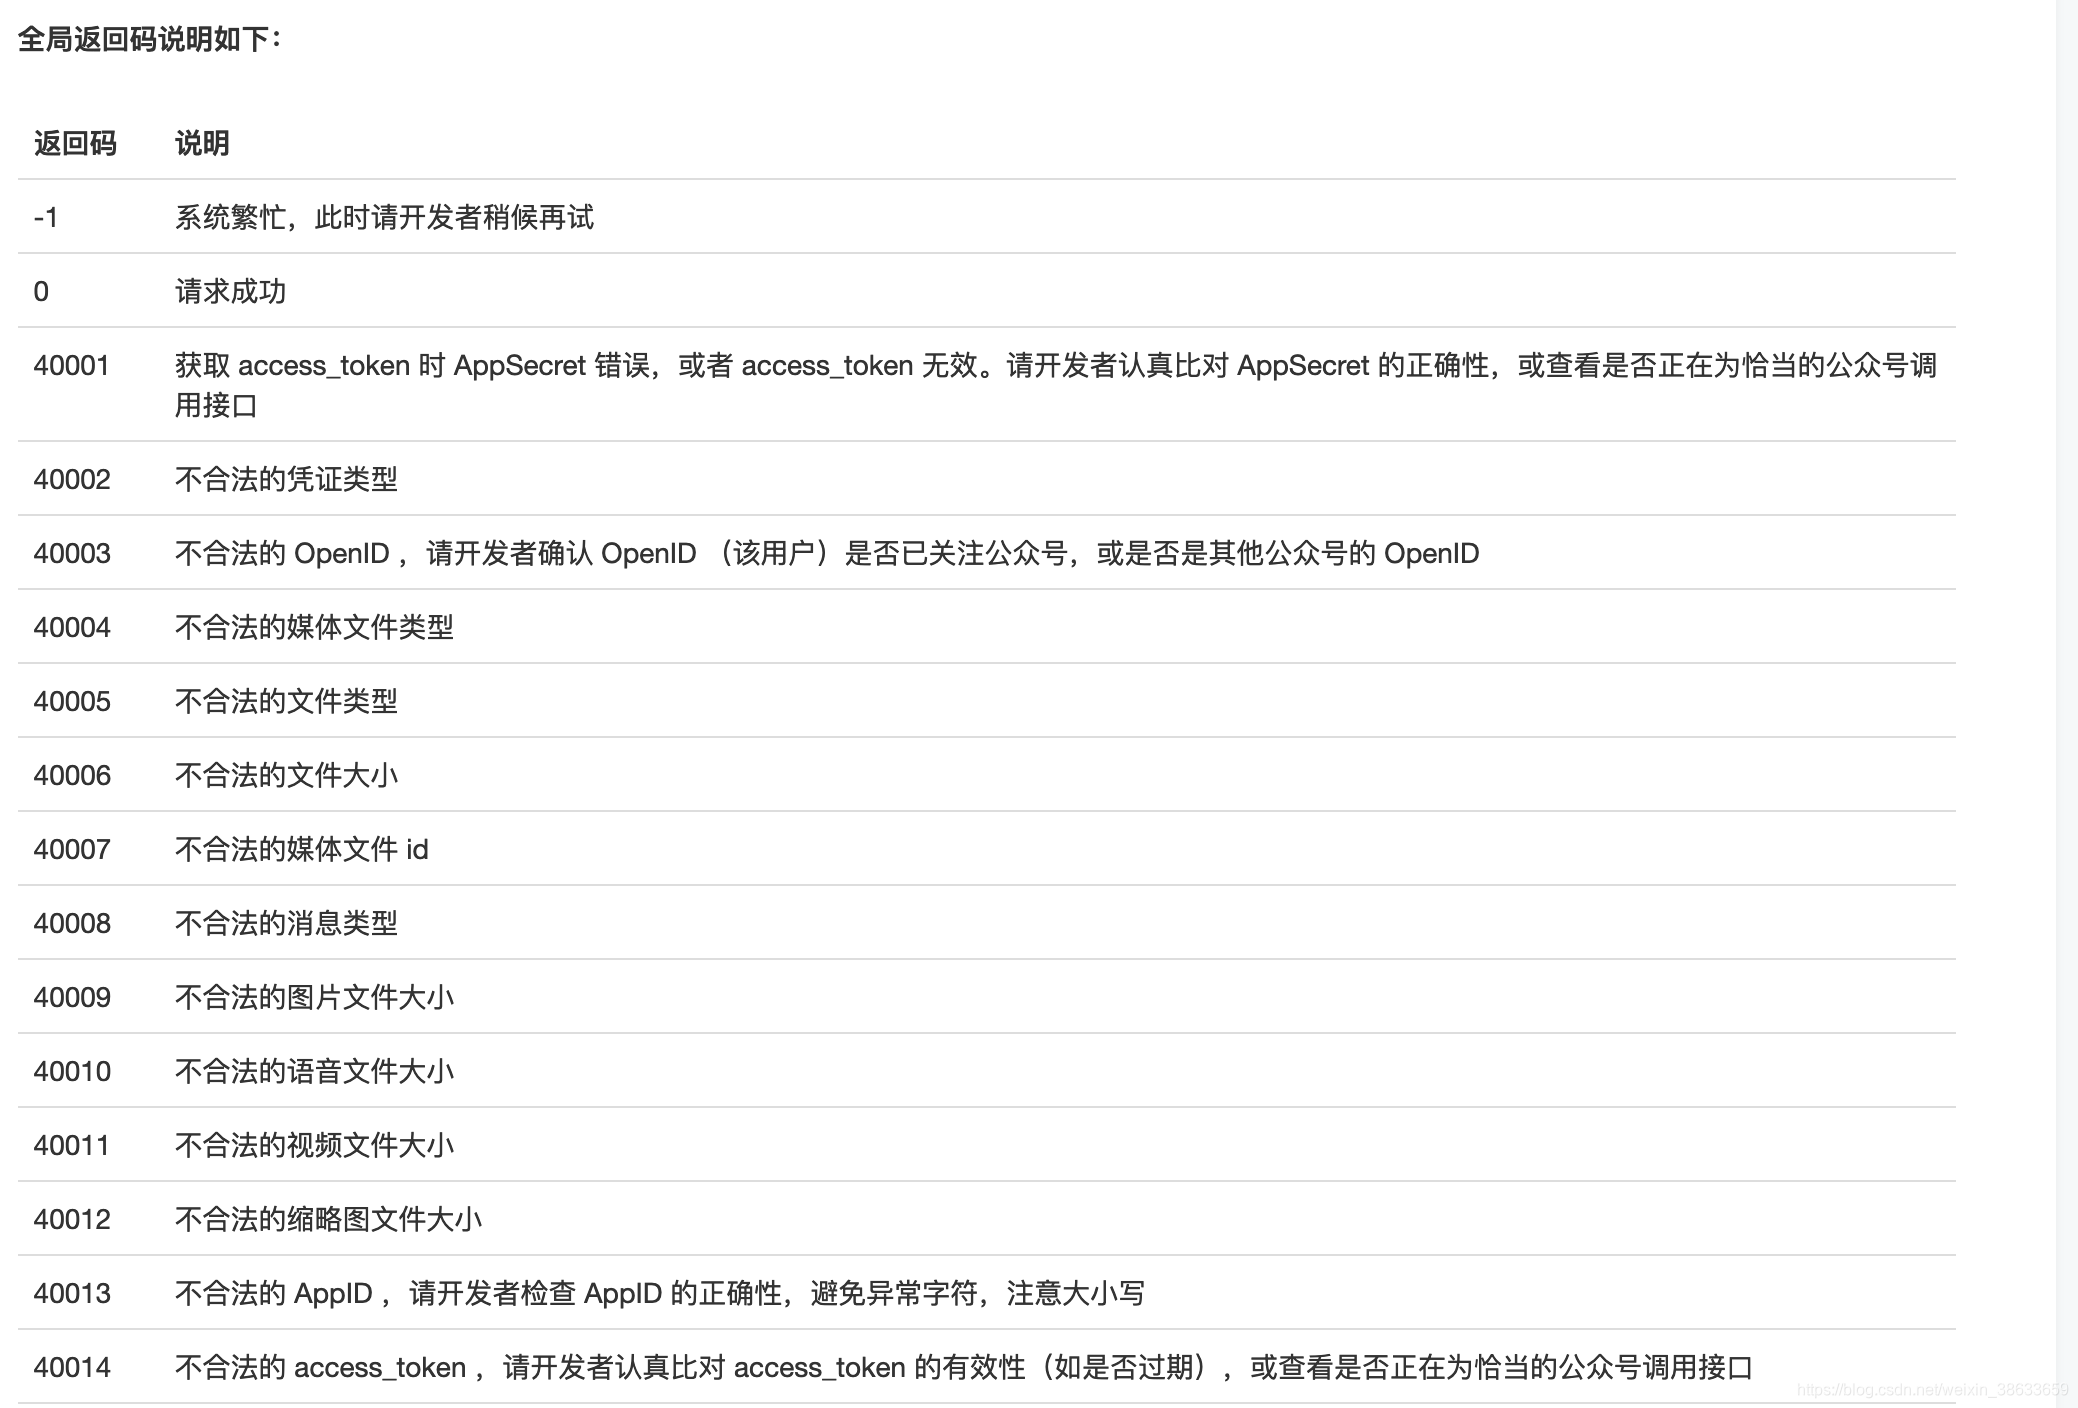 全局返回码说明如下：
返回码 说明
-1 系统繁忙，此时请开发者稍候再试
0 请求成功
40001 获取 access_token 时 AppSecret 错误，或者 access_token 无效。请开发者认真比对 AppSecret 的正确性，或查看是否正在为恰当的公众号调
用接口
40002 不合法的凭证类型
40003 不合法的 OpenID ，请开发者确认 OpenID （该用户）是否已关注公众号，或是否是其他公众号的 OpenID
40004 不合法的媒体文件类型
40005 不合法的文件类型
40006 不合法的文件大小
40007 不合法的媒体文件 id
40008 不合法的消息类型
40009 不合法的图片文件大小
40010 不合法的语音文件大小
40011 不合法的视频文件大小
40012 不合法的缩略图文件大小
40013 不合法的 AppID ，请开发者检查 AppID 的正确性，避免异常字符，注意大小写
40014 不合法的 access_token ，请开发者认真比对 access_token 的有效性（如是否过期），或查看是否正在为恰当的公众号调用接口
https://blog.csdn.net/weixin_38633659